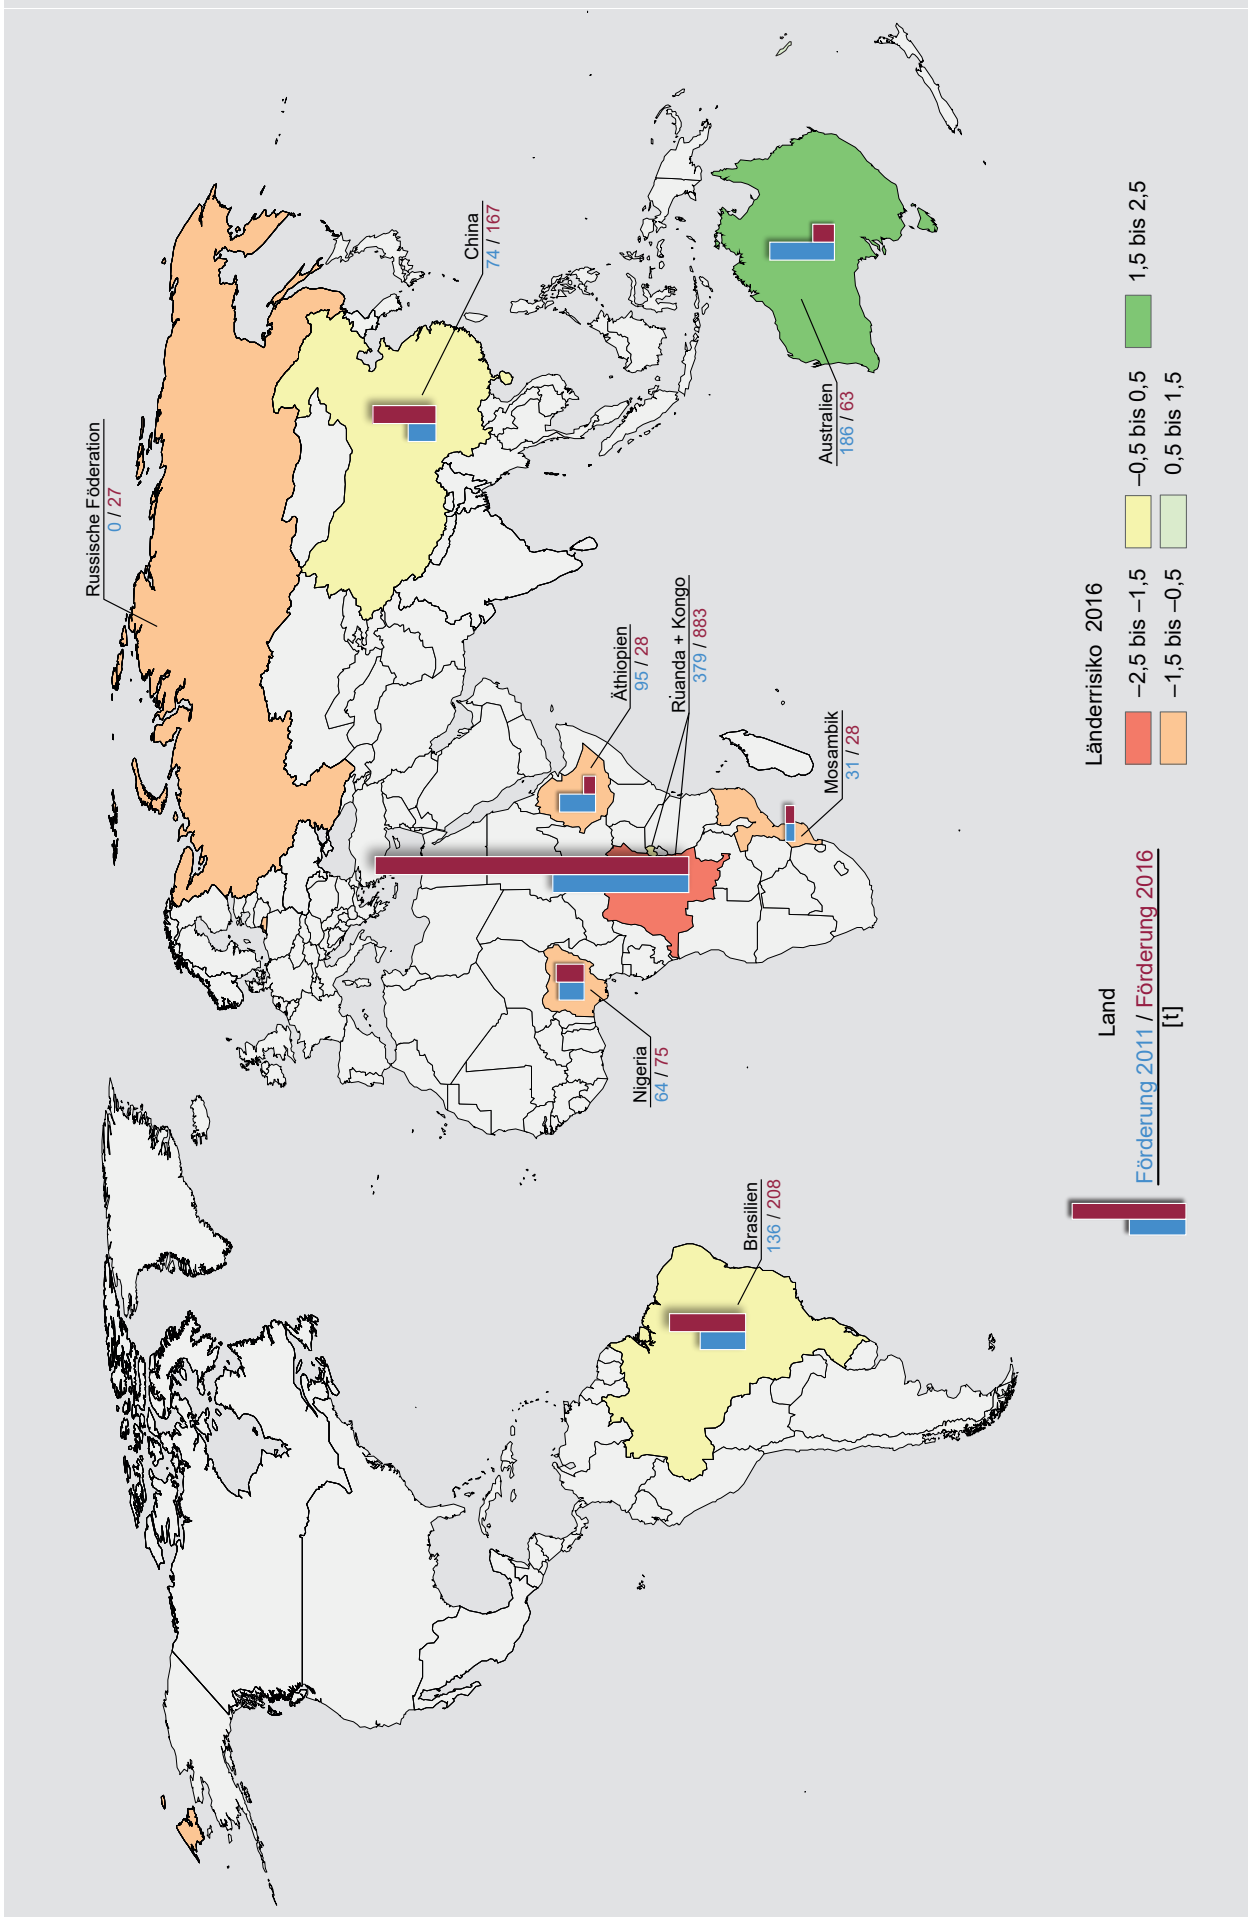 Russische Föderation
0 / 27
China
74 / 167
Äthiopien
95 / 28
Ruanda + Kongo
379 / 883
Nigeria
64 / 75
Brasilien
136 / 208
Mosambik
31 / 28
Australien
186 / 63
Land
Förderung 2011 / Förderung 2016
[t]
Länderrisiko 2016
–2,5 bis –1,5
–1,5 bis –0,5
–0,5 bis 0,5
0,5 bis 1,5
1,5 bis 2,5